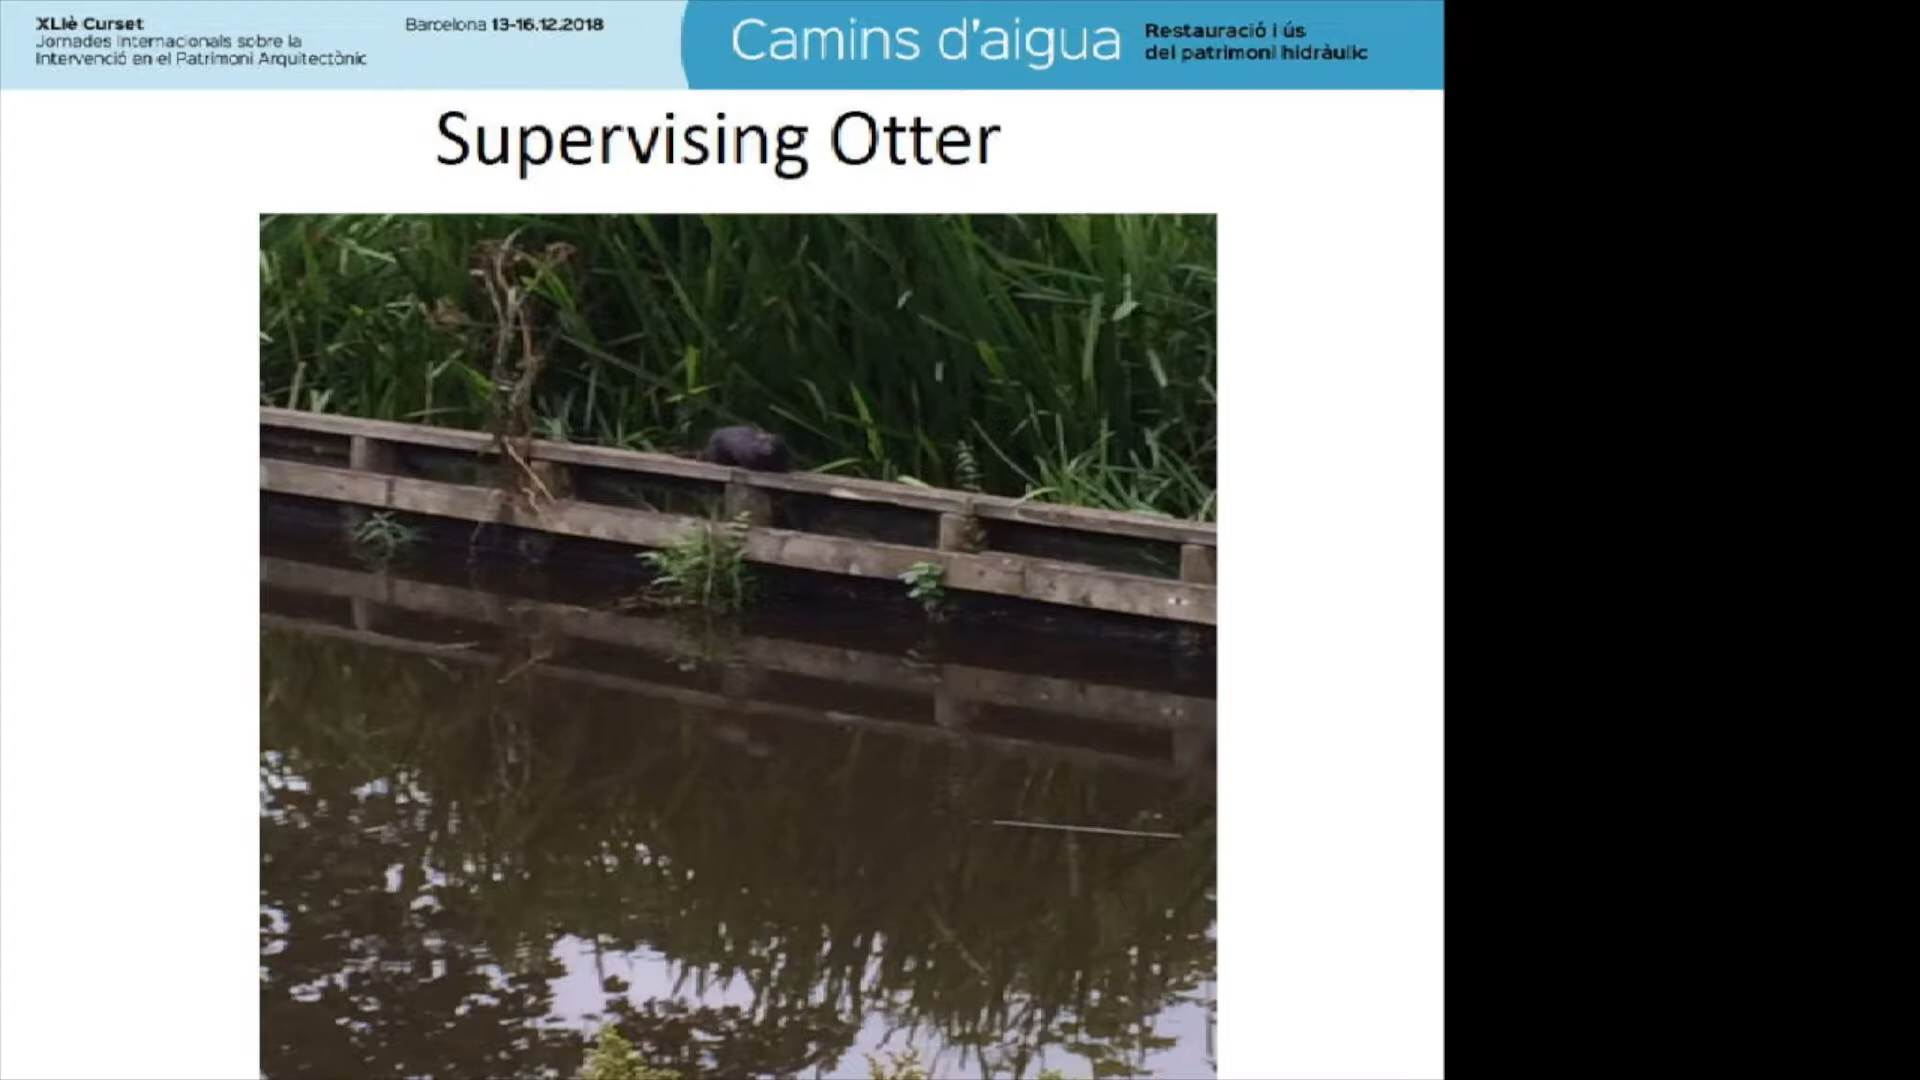 XLIè Curset
Jornades Internacionals sobre la
Intervenció en el Patrimoni Arquitectònic
Barcelona 13-16.12.2018
Camins d'aigua
Restauració i ús
del patrimoni hidràulic
Supervising Otter